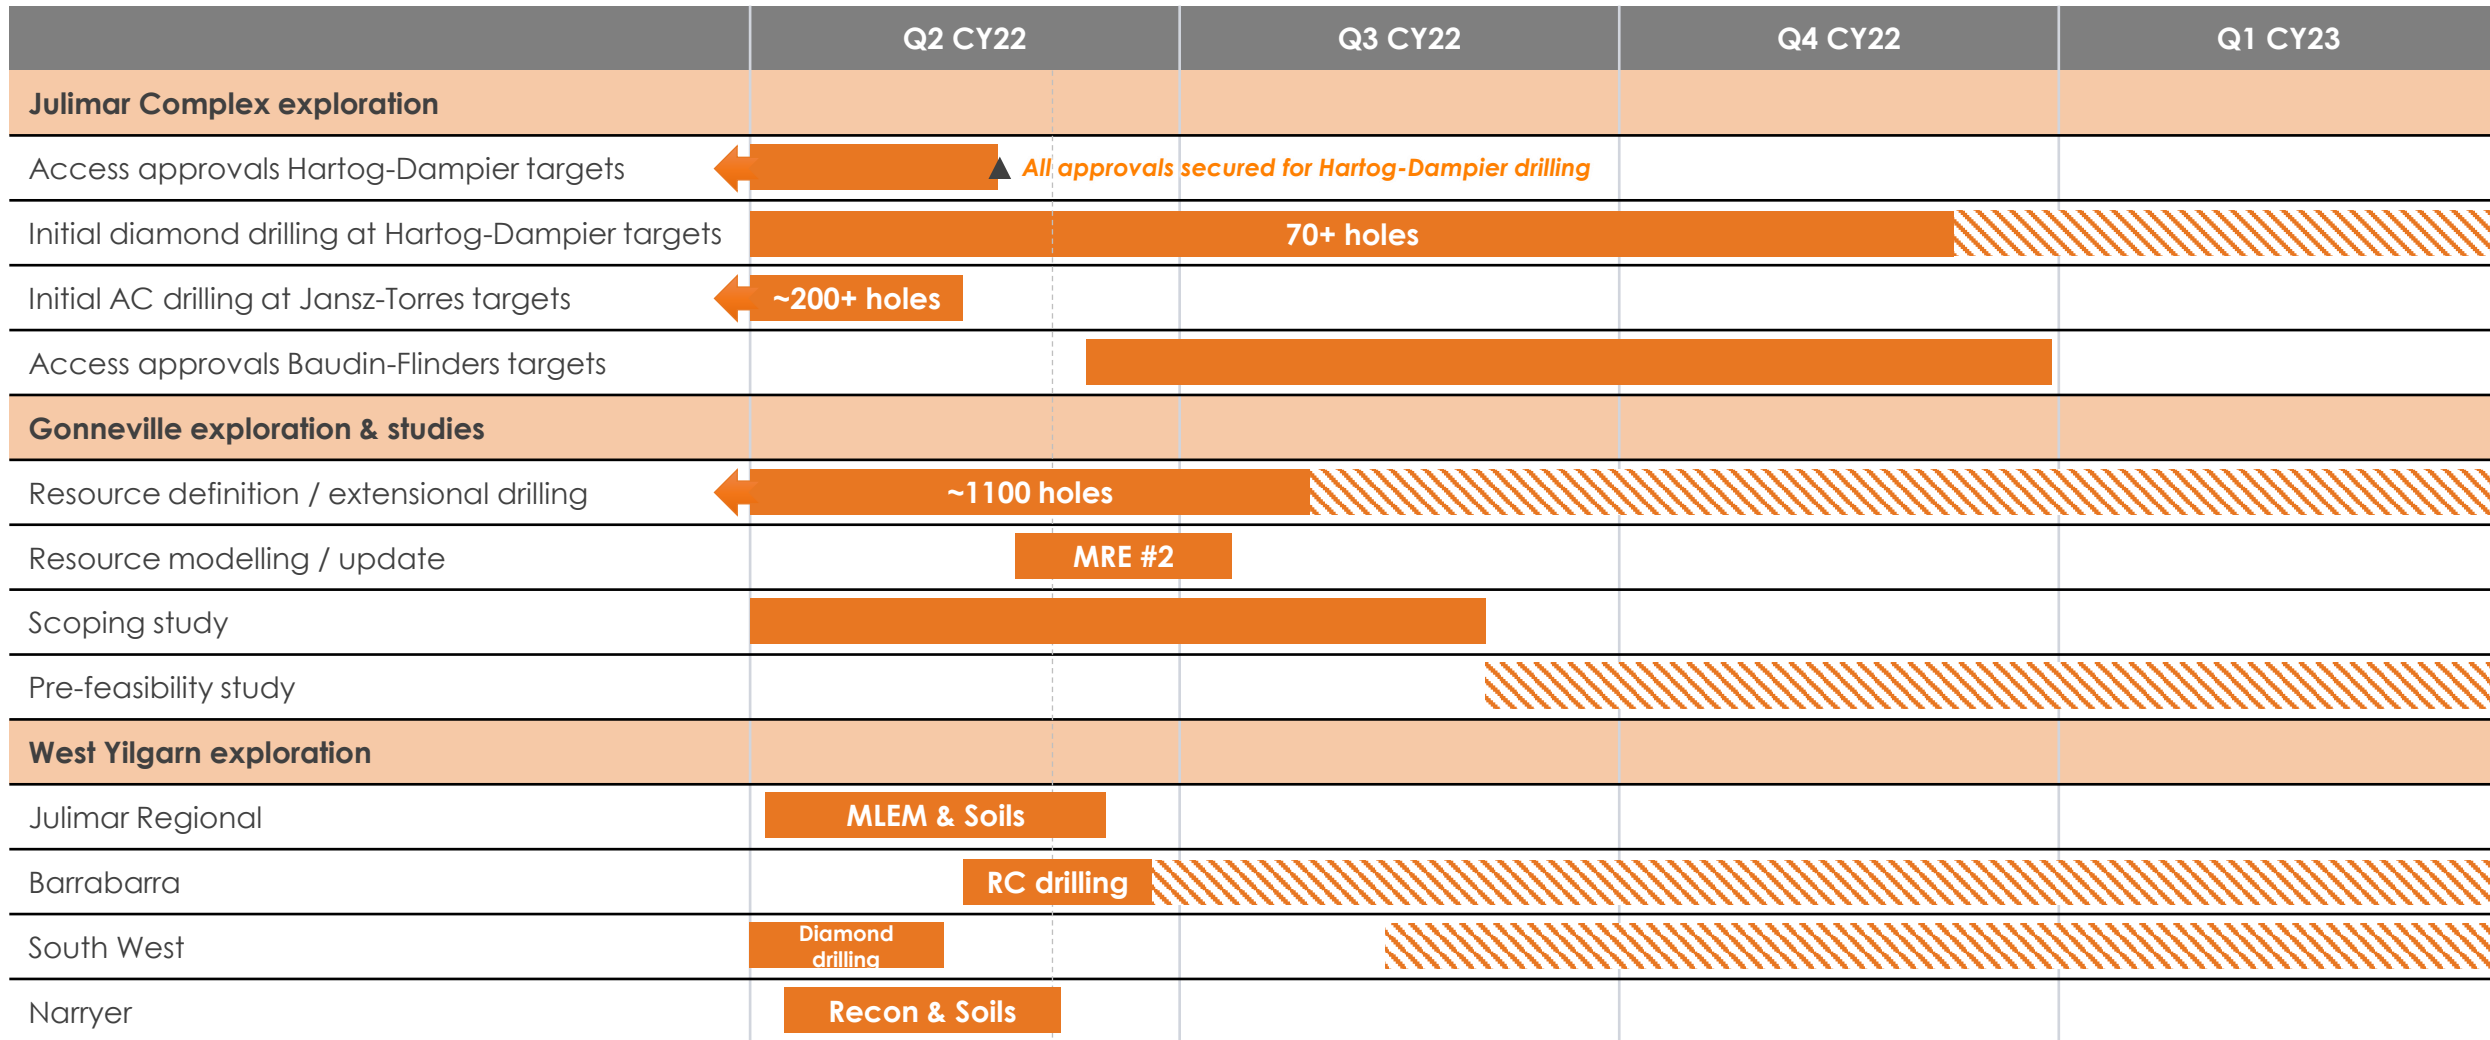 Q2 CY22 Q3 CY22 Q4 CY22 Q1 CY23
Julimar Complex exploration
Access approvals Hartog-Dampier targets All approvals secured for Hartog-Dampier drilling
Initial diamond drilling at Hartog-Dampier targets 70+ holes
Initial AC drilling at Jansz-Torres targets ~200+ holes
Access approvals Baudin-Flinders targets
Gonneville exploration & studies
Resource definition / extensional drilling ~1100 holes
Resource modelling / update MRE #2
Scoping study
Pre-feasibility study
West Yilgarn exploration
Julimar Regional MLEM & Soils
Barrabarra RC drilling
South West Diamond
drilling
Narryer Recon & Soils